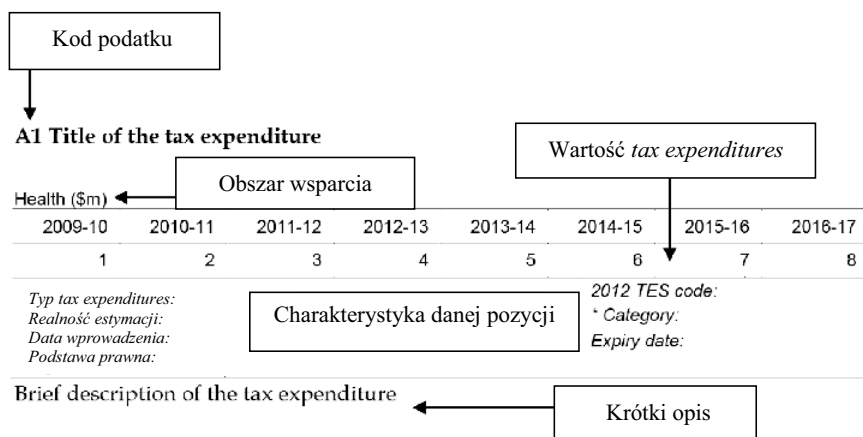 Kod podatku
A1 Title of the tax expenditure
Wartość tax expenditures
Obszar wsparcia
Health ($m)
2009-10 2010-11 2011-12 2012-13 2013-14 2014-15 2015-16 2016-17
1 2 3 4 5 6 7 8
Typ tax expenditures:
Realność estymacji:
Data wprowadzenia:
Podstawa prawna:
Charakterystyka danej pozycji
2012 TES code:
* Category:
Expiry date:
Brief description of the tax expenditure
Krótki opis